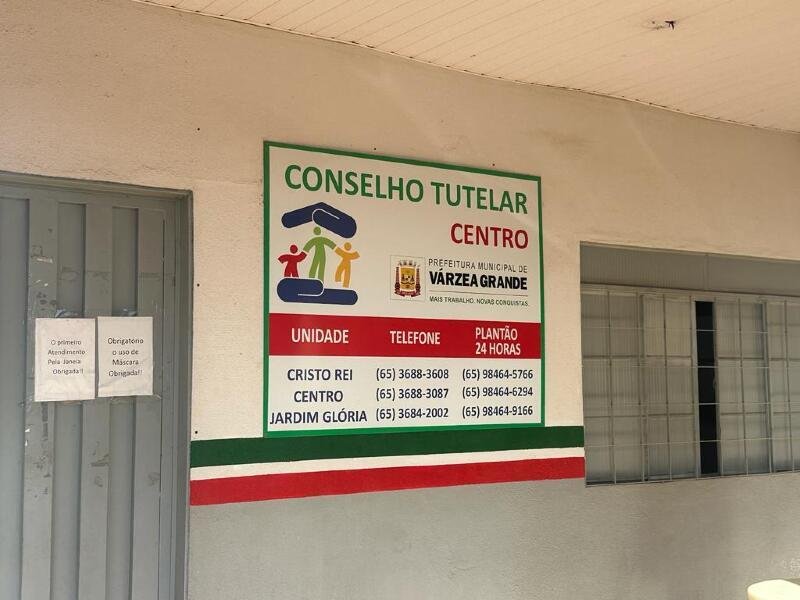 CONSELHO TUTELAR
CENTRO
PREFEITURA MUNICIPAL DE
VÁRZEA GRANDE
MAIS TRABALHO. NOVAS CONQUISTAS.
UNIDADE TELEFONE PLANTÃO 24 HORAS
CRISTO REI (65) 3688-3608 (65) 98464-5766
CENTRO (65) 3688-3087 (65) 98464-6294
JARDIM GLÓRIA (65) 3684-2002 (65) 98464-9166
O primeiro
Atendimento
Pela Janela
Obrigada!!
Obrigatório
o uso de
Máscara
Obrigada!!